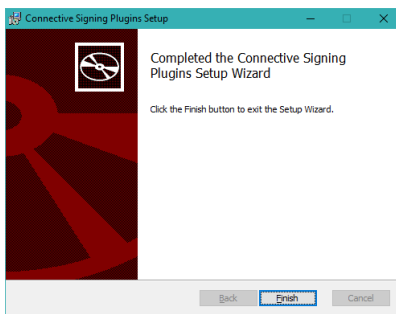 Connective Signing Plugins Setup
Completed the Connective Signing
Plugins Setup Wizard
Click the Finish button to exit the Setup Wizard.
Back Finish Cancel